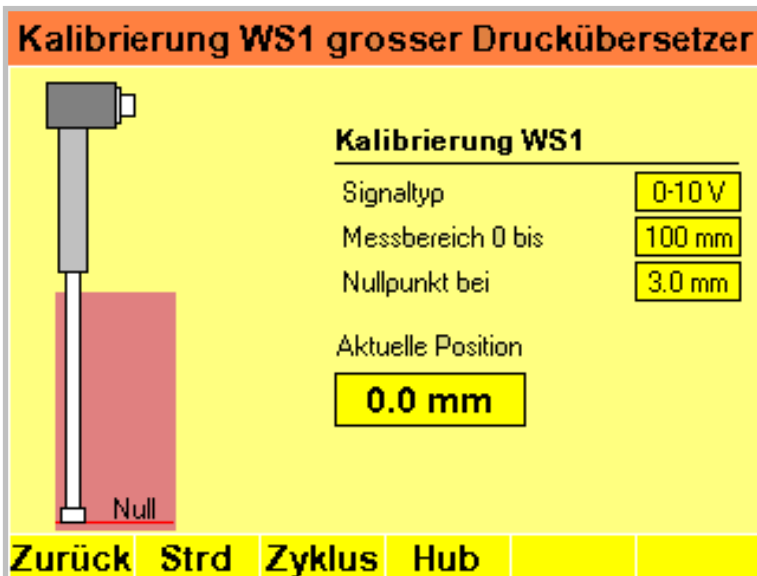 Kalibrierung WS1 grosser Druckübersetzer
Kalibrierung WS1
Signaltyp 0-10 V
Messbereich 0 bis 100 mm
Nullpunkt bei 3.0 mm
Aktuelle Position
0.0 mm
Null
Zurück Strd Zyklus Hub